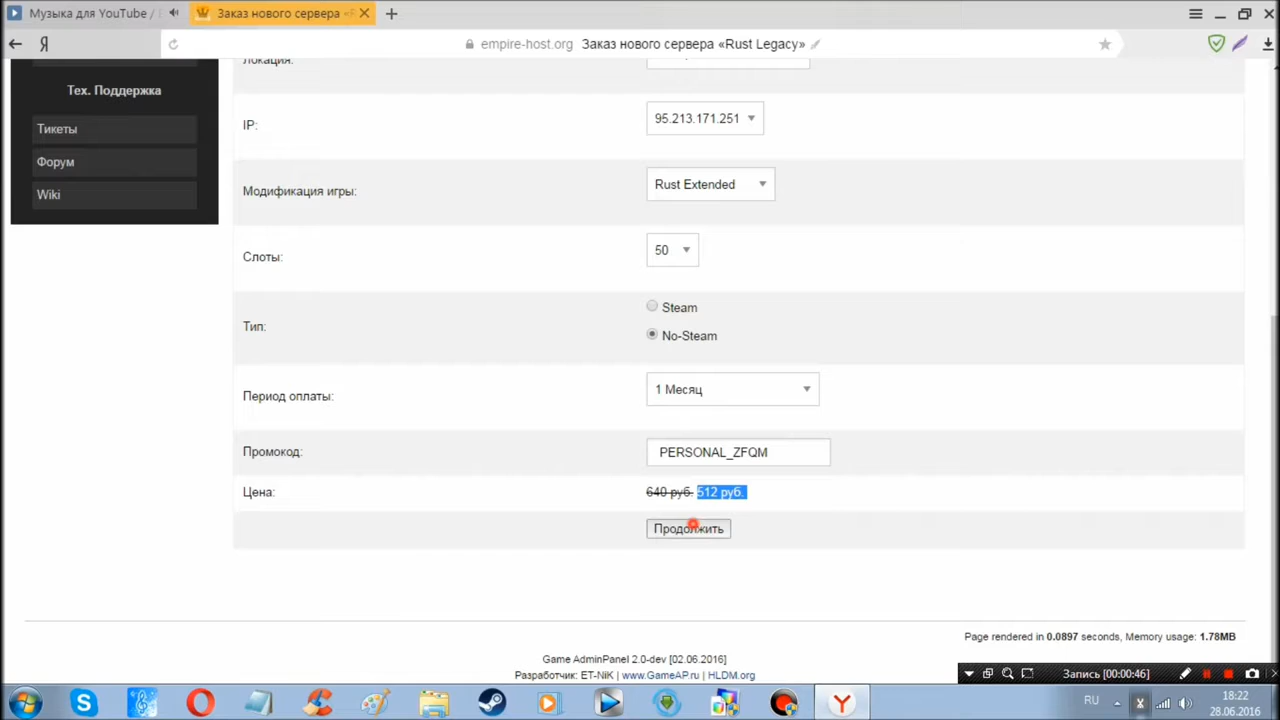 Музыка для YouTube /
Заказ нового сервера «
Я
empire-host.org Заказ нового сервера «Rust Legacy»
Локация:
Тех. Поддержка
Тикеты
Форум
Wiki
IP:
95.213.171.251
Модификация игры:
Rust Extended
Слоты:
50
Тип:
Steam
No-Steam
Период оплаты:
1 Месяц
Промокод:
PERSONAL_ZFQM
Цена:
640 руб. 512 руб.
Продолжить
Page rendered in 0.0897 seconds, Memory usage: 1.78MB
Game AdminPanel 2.0-dev [02.06.2016]
Разработчик: ET-NiK | www.GameAP.ru | HLDM.org
Запись [00:00:46]
RU
18:22
28.06.2016